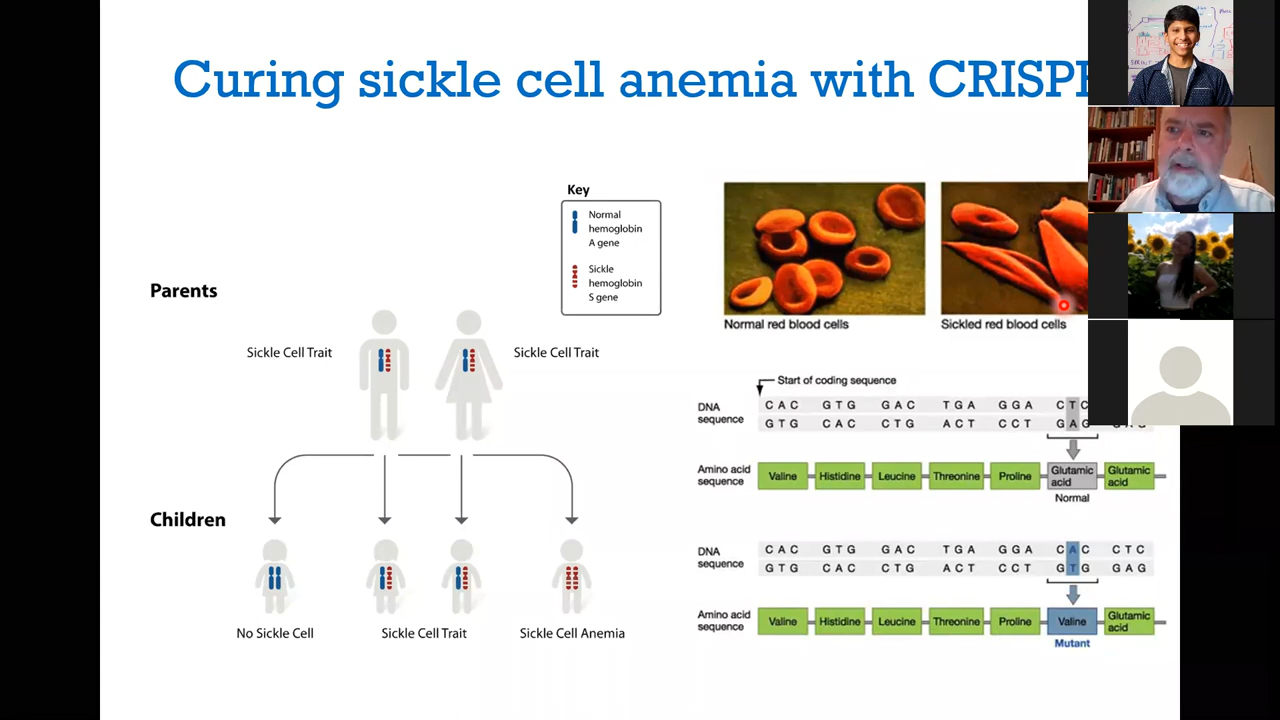 Curing sickle cell anemia with CRISP
Key
Normal
hemoglobin
A gene
Sickle
hemoglobin
S gene
Parents
Sickle Cell Trait
Sickle Cell Trait
Children
No Sickle Cell
Sickle Cell Trait
Sickle Cell Anemia
Normal red blood cells
Sickled red blood cells
Start of coding sequence
DNA
sequence
CAC GTG GAC TGA GGA CTC
GTG CAC CTG ACT CCT GAG GAG
Amino acid
sequence
Valine
Histidine
Leucine
Threonine
Proline
Glutamic
acid
Glutamic
acid
Normal
DNA
sequence
CAC GTG GAC TGA GGA CAC CTC
GTG CAC CTG ACT CCT GTG GAG
Amino acid
sequence
Valine
Histidine
Leucine
Threonine
Proline
Valine
Glutamic
acid
Mutant